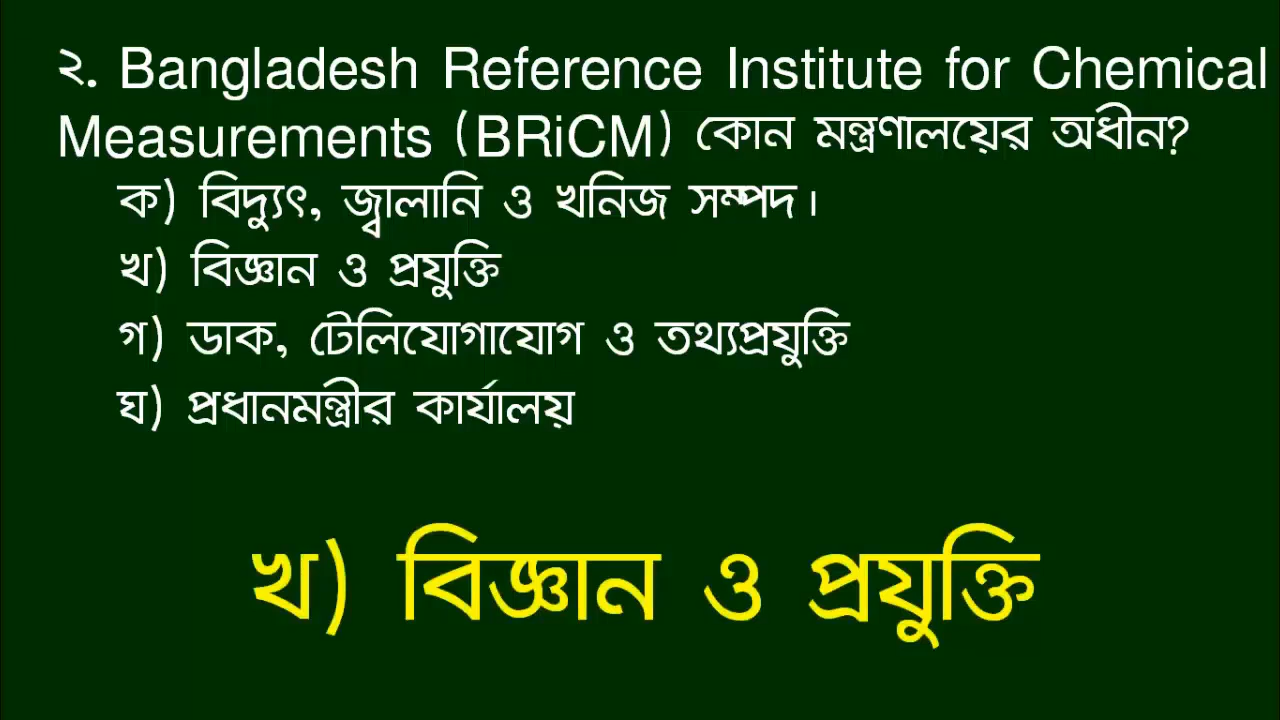 ২. Bangladesh Reference Institute for Chemical
Measurements (BRiCM) কোন মন্ত্রণালয়ের অধীন?
ক) বিদ্যুৎ, জ্বালানি ও খনিজ সম্পদ।
খ) বিজ্ঞান ও প্রযুক্তি
গ) ডাক, টেলিযোগাযোগ ও তথ্যপ্রযুক্তি
ঘ) প্রধানমন্ত্রীর কার্যালয়
খ) বিজ্ঞান ও প্রযুক্তি